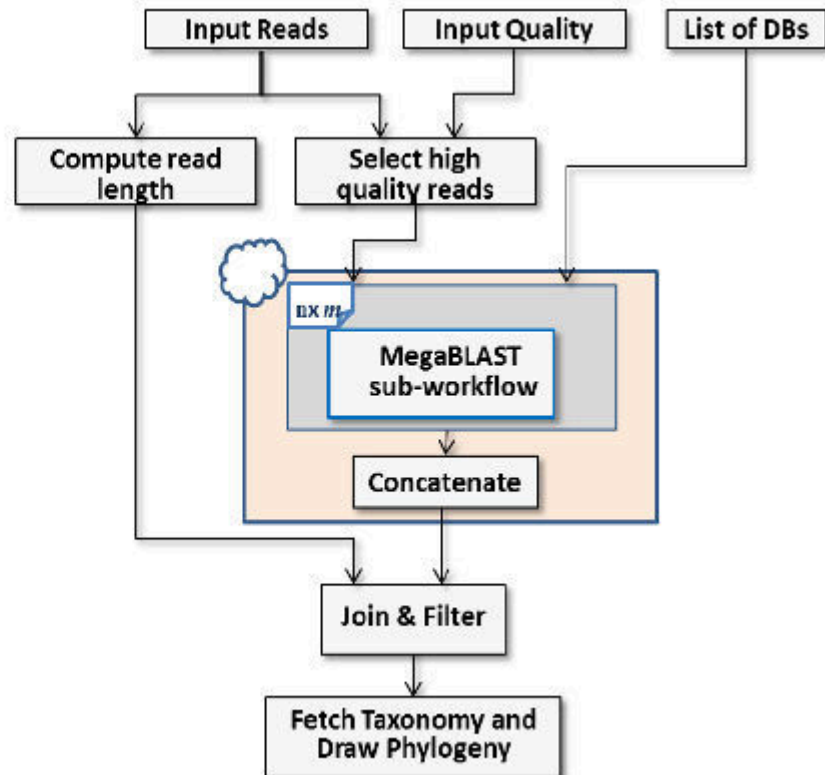 Input Reads
Input Quality
List of DBs
Compute read
length
Select high
quality reads
nx m
MegaBLAST
sub-workflow
Concatenate
Join & Filter
Fetch Taxonomy and
Draw Phylogeny